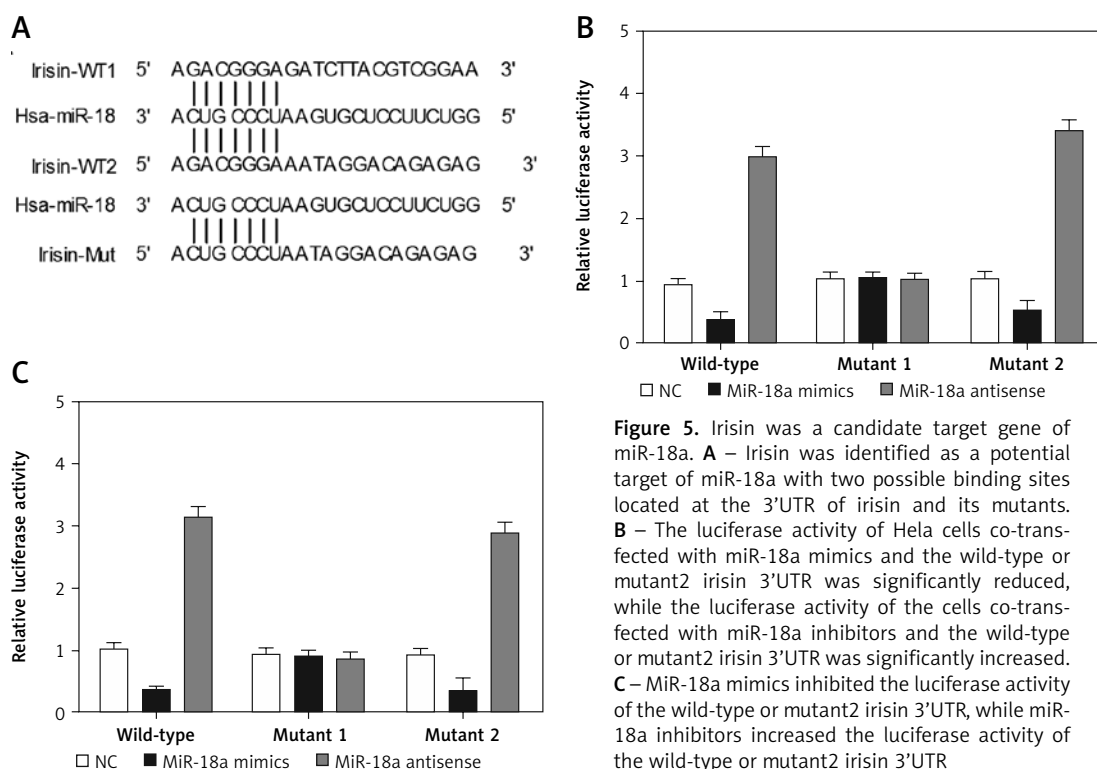 A
Irisin-WT1 5' AGACGGGAGATCTTACGTCGGAA 3'
Hsa-miR-18 3' ACUG CCCUAAGUGCUCCUUCUGG 5'
Irisin-WT2 5' AGACGGGAAATAGGACAGAGAG 3'
Hsa-miR-18 3' ACUG CCCUAAGUGCUCCUUCUGG 5'
Irisin-Mut 5' ACUG CCCUAATAGGACAGAGAG 3'
B
Relative luciferase activity
5
4
3
2
1
0
Wild-type Mutant 1 Mutant 2
NC MiR-18a mimics MiR-18a antisense
C
Relative luciferase activity
5
4
3
2
1
0
Wild-type Mutant 1 Mutant 2
NC MiR-18a mimics MiR-18a antisense
Figure 5. Irisin was a candidate target gene of
miR-18a. A – Irisin was identified as a potential
target of miR-18a with two possible binding sites
located at the 3'UTR of irisin and its mutants.
B – The luciferase activity of Hela cells co-trans-
fected with miR-18a mimics and the wild-type or
mutant2 irisin 3'UTR was significantly reduced,
while the luciferase activity of the cells co-trans-
fected with miR-18a inhibitors and the wild-type
or mutant2 irisin 3'UTR was significantly increased.
C – MiR-18a mimics inhibited the luciferase activity
of the wild-type or mutant2 irisin 3'UTR, while miR-
18a inhibitors increased the luciferase activity of
the wild-type or mutant2 irisin 3'UTR